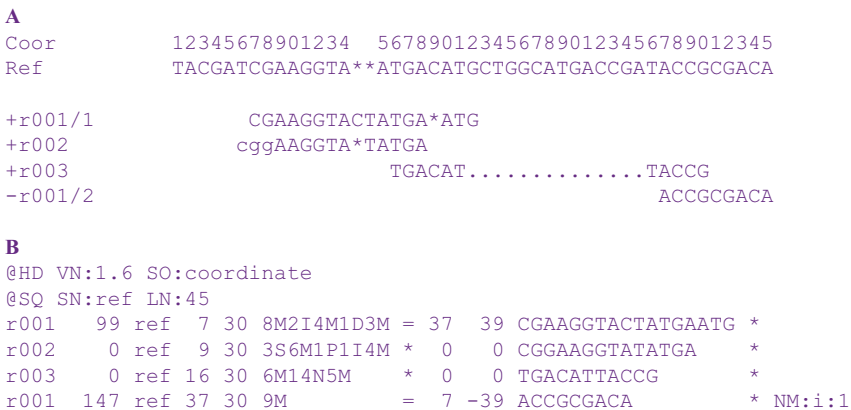 A
Coor 12345678901234  5678901234567890123456789012345
Ref TACGATCGAAGGTA**ATGACATGCTGGCATGACCGATACCGCGACA
+r001/1 CGAAGGTACTATGA*ATG
+r002 cggAAGGTA*TATGA
+r003 TGACAT..............TACCG
-r001/2 ACCGCGACA
B
@HD VN:1.6 SO:coordinate
@SQ SN:ref LN:45
r001 99 ref 7 30 8M2I4M1D3M = 37 39 CGAAGGTACTATGAATG *
r002 0 ref 9 30 3S6M1P1I4M * 0 0 CGGAAGGTATATGA *
r003 0 ref 16 30 6M14N5M * 0 0 TGACATTACCG *
r001 147 ref 37 30 9M = 7 -39 ACCGCGACA * NM:i:1